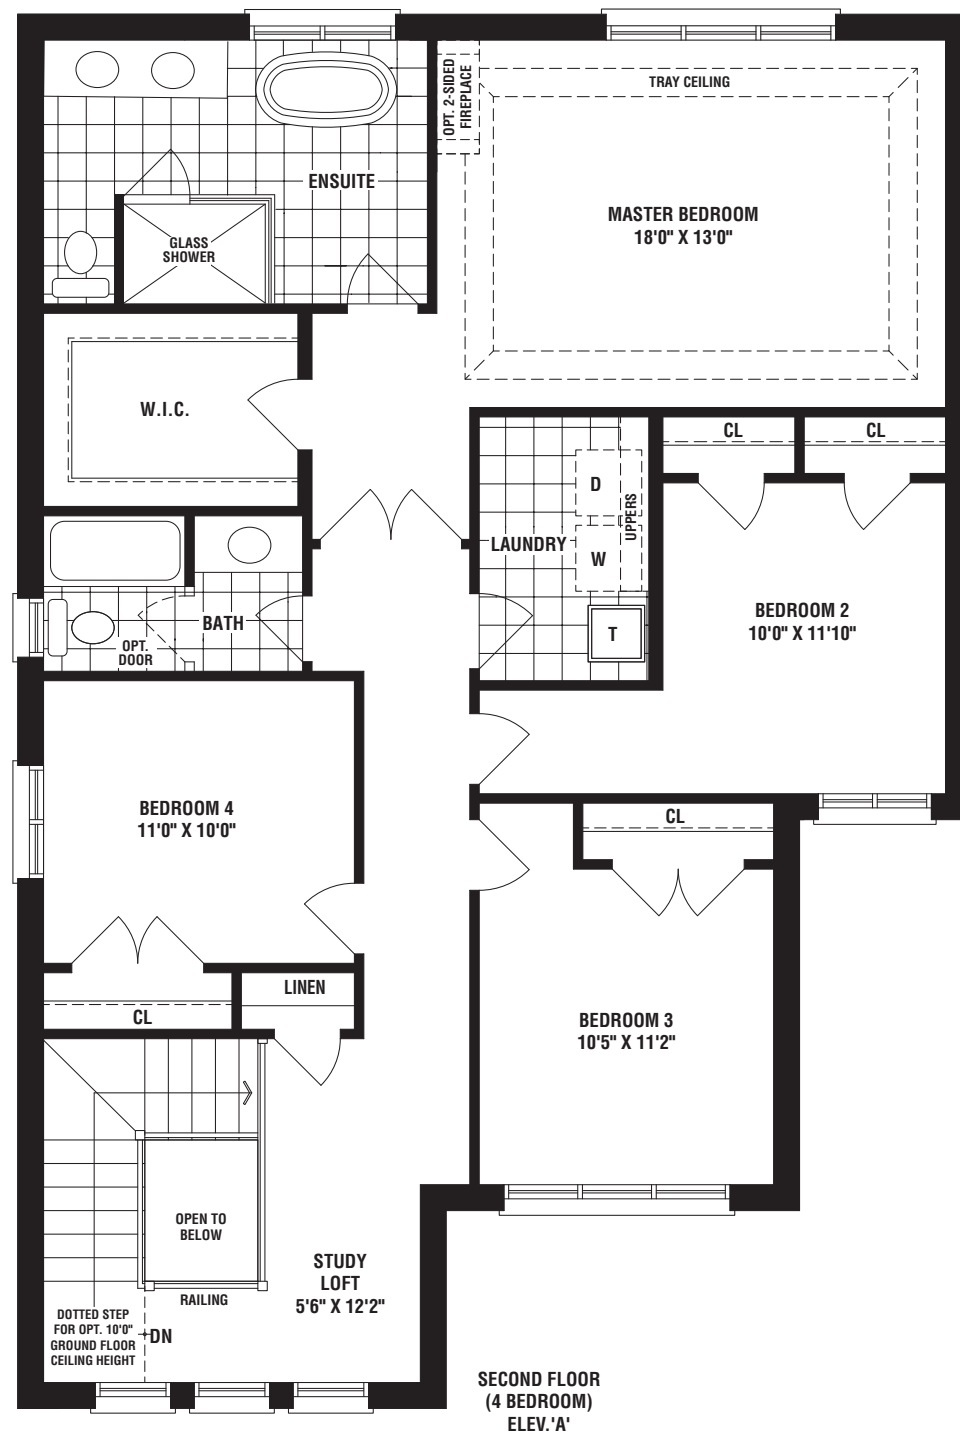 OPT. 2-SIDED
FIREPLACE
TRAY CEILING
ENSUITE
MASTER BEDROOM
18'0" X 13'0"
GLASS
SHOWER
W.I.C.
CL
CL
D
UPPERS
LAUNDRY
W
BATH
OPT.
DOOR
T
BEDROOM 2
10'0" X 11'10"
BEDROOM 4
11'0" X 10'0"
CL
LINEN
CL
BEDROOM 3
10'5" X 11'2"
OPEN TO
BELOW
STUDY
LOFT
5'6" X 12'2"
RAILING
DOTTED STEP
FOR OPT. 10'0"
GROUND FLOOR
CEILING HEIGHT
DN
SECOND FLOOR
(4 BEDROOM)
ELEV.'A'